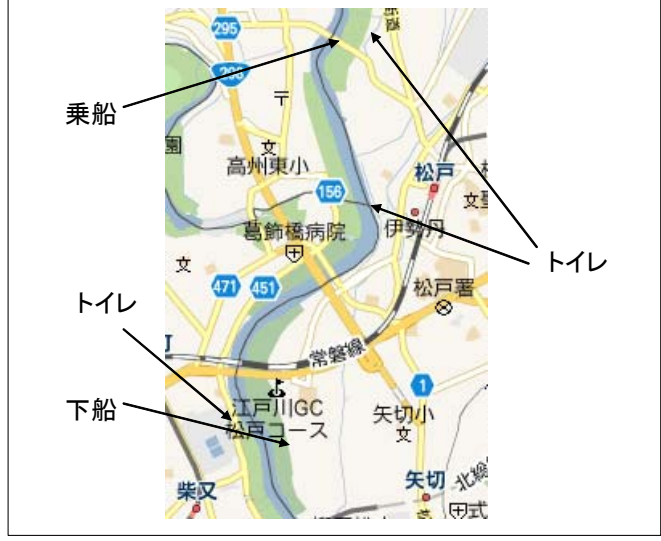 295
298
乗船
〒
園
文
高州東小
松戸
156
文
伊勢丹
葛飾橋病院
トイレ
文
471
451
松戸署
トイレ
町
常磐線
1
江戸川GC
松戸コース
矢切小
文
下船
矢切
北総
柴又
式